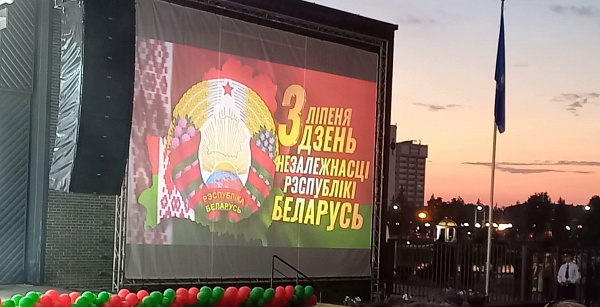 3 ЛІПЕНЯ
ДЗЕНЬ
НЕЗАЛЕЖНАСЦІ
РЭСПУБЛІКІ
БЕЛАРУСЬ
РЭСПУБЛІКА
БЕЛАРУСЬ